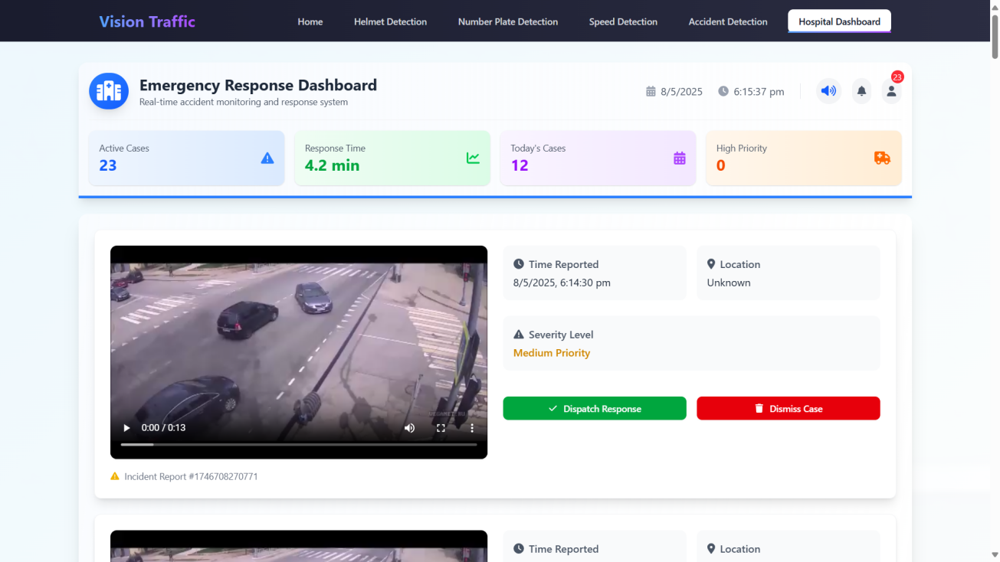 Vision Traffic
Home
Helmet Detection
Number Plate Detection
Speed Detection
Accident Detection
Hospital Dashboard
Emergency Response Dashboard
Real-time accident monitoring and response system
8/5/2025
6:15:37 pm
23
Active Cases
23
Response Time
4.2 min
Today's Cases
12
High Priority
0
Time Reported
8/5/2025, 6:14:30 pm
Location
Unknown
Severity Level
Medium Priority
Dispatch Response
Dismiss Case
0:00 / 0:13
Incident Report #1746708270771
Time Reported
Location